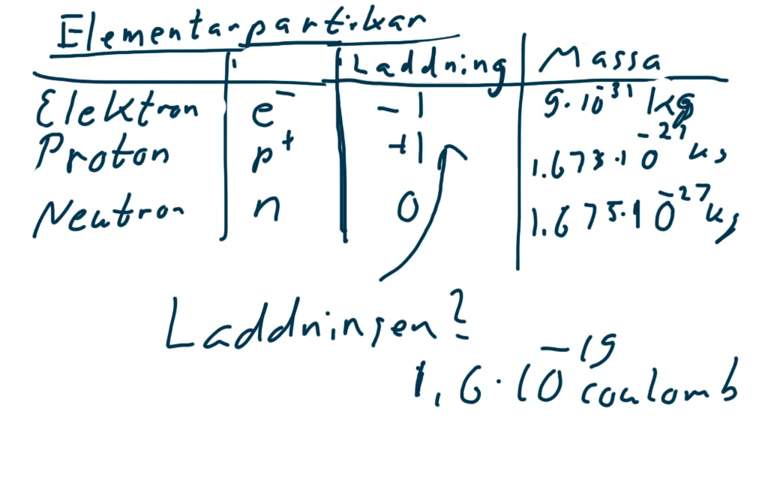 Elementarpartiklar
Laddning Massa
Elektron e⁻ -1 9·10⁻³¹ kg
Proton p⁺ +1 1.673·10⁻²⁷ kg
Neutron n 0 1.675·10⁻²⁷ kg
Laddningen?
1,6·10⁻¹⁹ coulomb